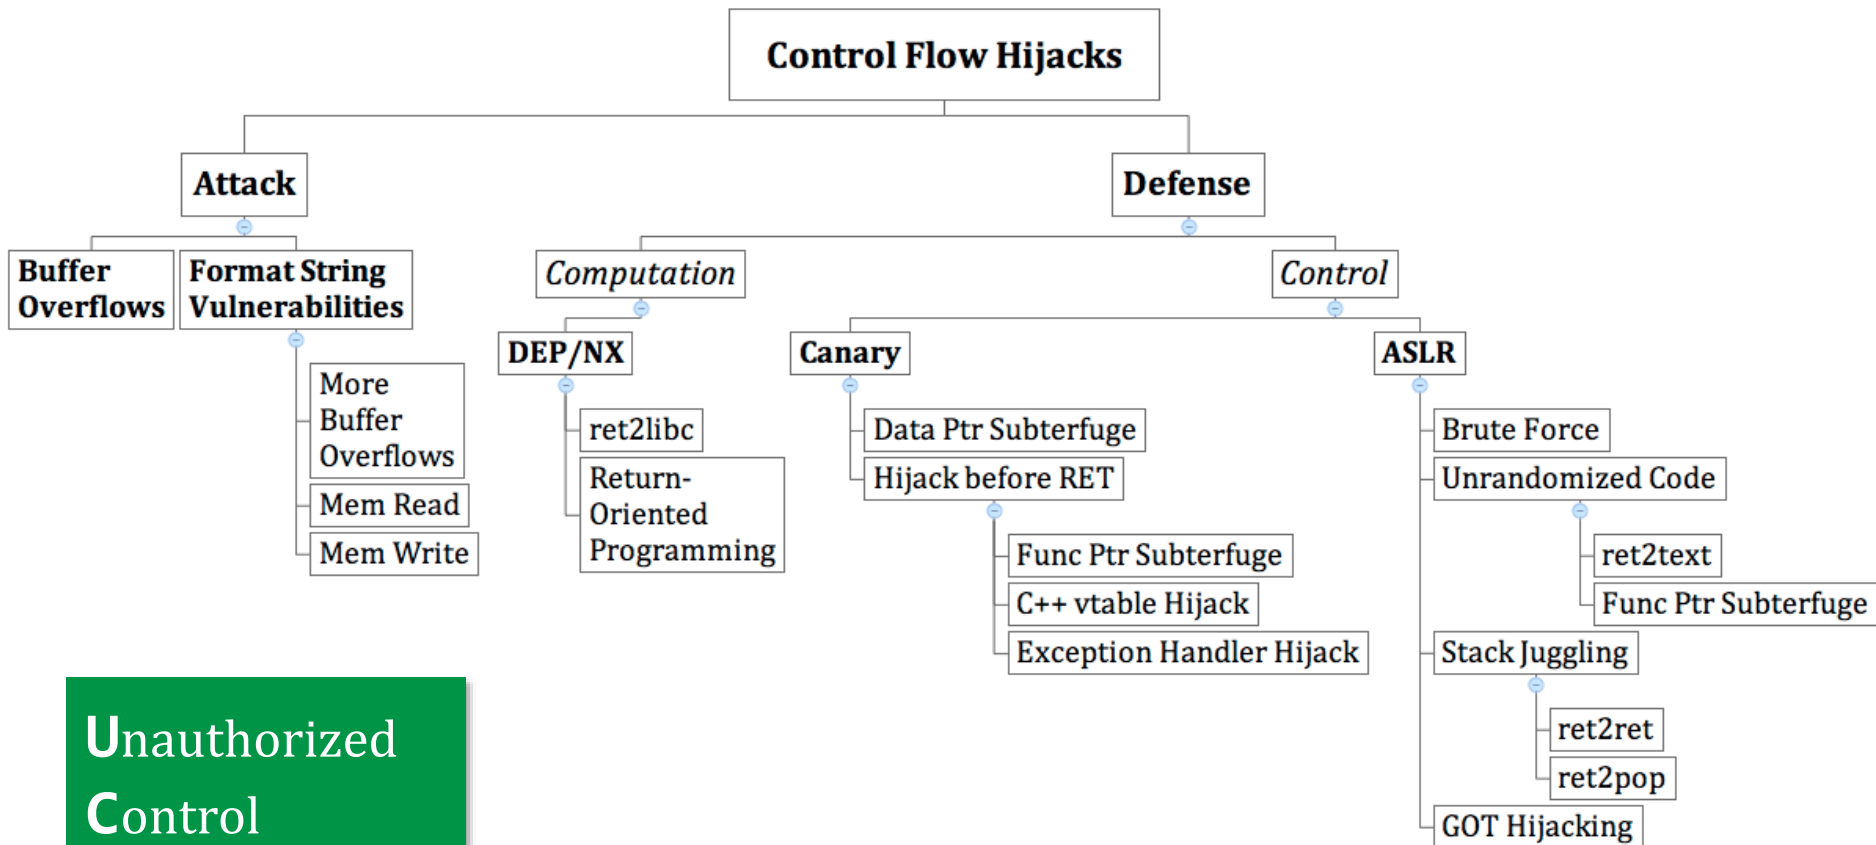 Control Flow Hijacks
Attack
Defense
Buffer
Overflows
Format String
Vulnerabilities
Computation
Control
More
Buffer
Overflows
Mem Read
Mem Write
DEP/NX
ret2libc
Return-
Oriented
Programming
Canary
Data Ptr Subterfuge
Hijack before RET
Func Ptr Subterfuge
C++ vtable Hijack
Exception Handler Hijack
ASLR
Brute Force
Unrandomized Code
ret2text
Func Ptr Subterfuge
Stack Juggling
ret2ret
ret2pop
GOT Hijacking
Unauthorized
Control